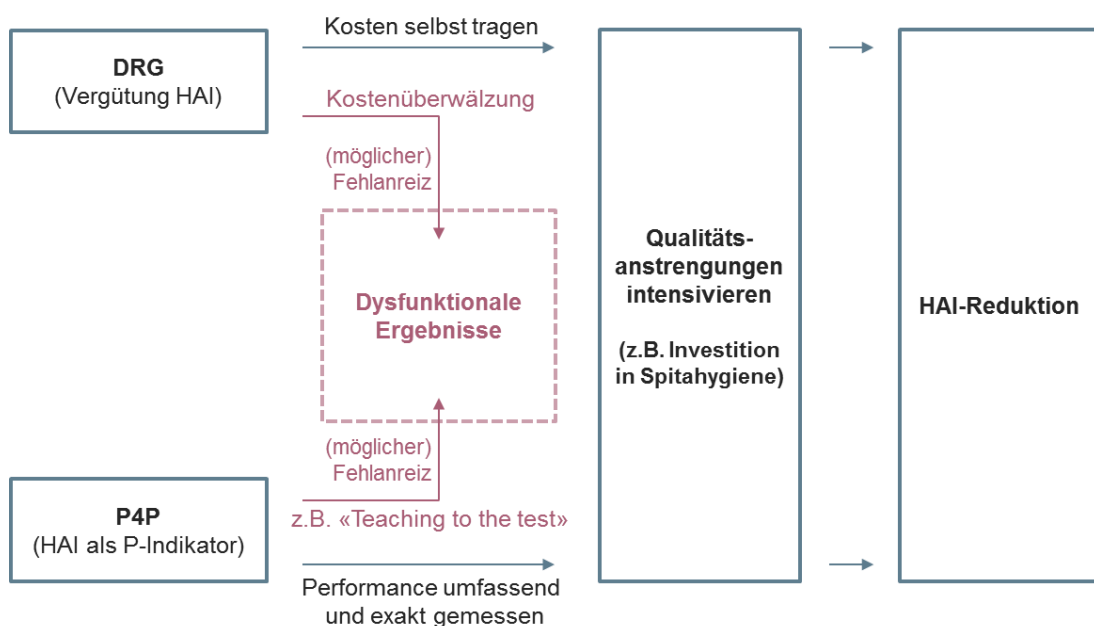 Kosten selbst tragen
DRG
(Vergütung HAI)
Kostenüberwälzung
(möglicher)
Fehlanreiz
Dysfunktionale
Ergebnisse
(möglicher)
Fehlanreiz
P4P
(HAI als P-Indikator)
z.B. «Teaching to the test»
Performance umfassend
und exakt gemessen
Qualitäts-
anstrengungen
intensivieren
(z.B. Investition
in Spitahygiene)
HAI-Reduktion